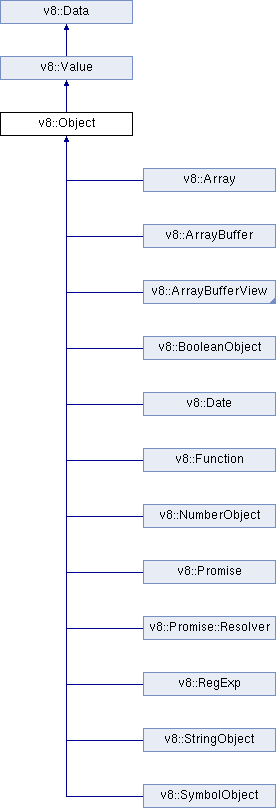 v8::Data
v8::Value
v8::Object
v8::Array
v8::ArrayBuffer
v8::ArrayBufferView
v8::BooleanObject
v8::Date
v8::Function
v8::NumberObject
v8::Promise
v8::Promise::Resolver
v8::RegExp
v8::StringObject
v8::SymbolObject